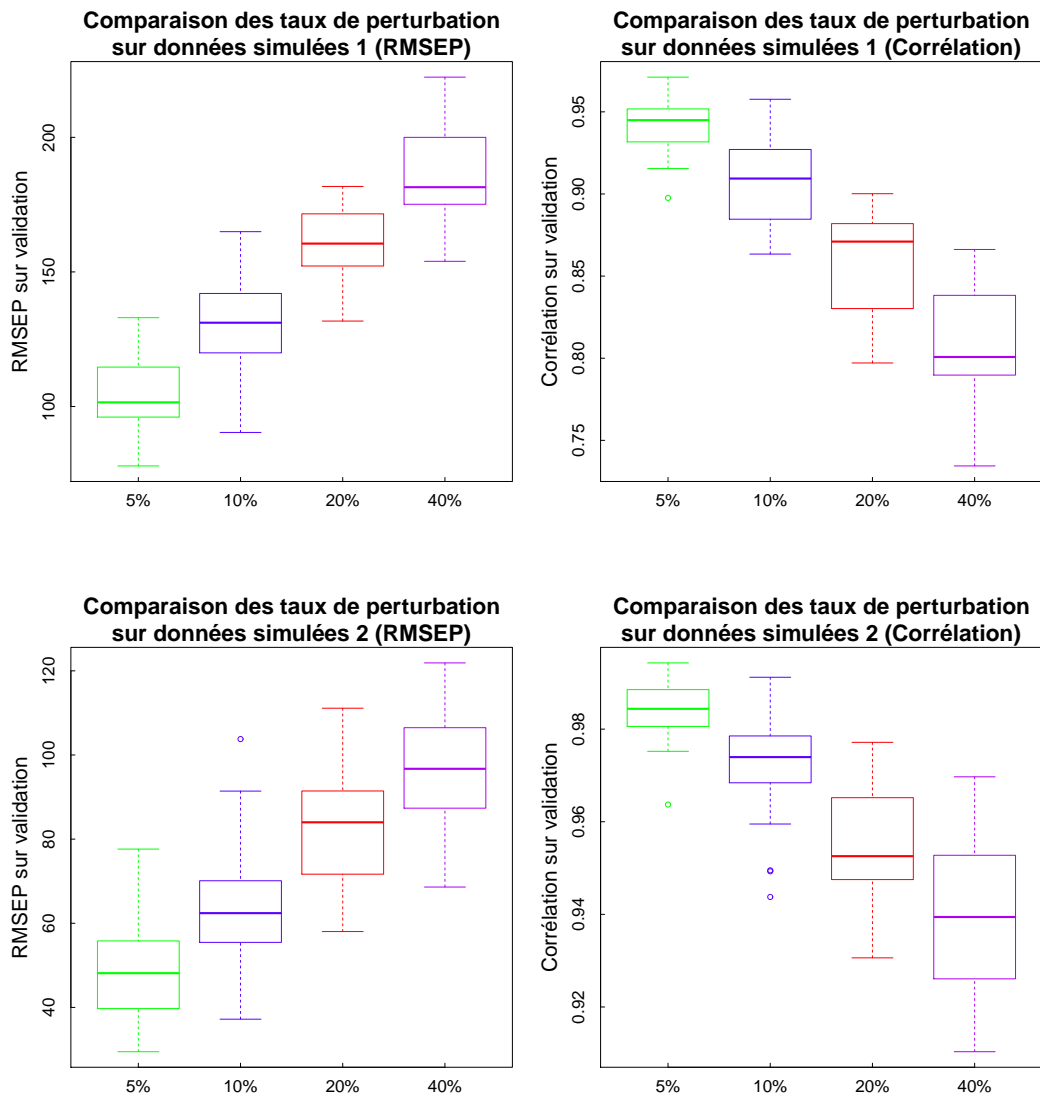 Comparaison des taux de perturbation
sur données simulées 1 (RMSEP)
RMSEP sur validation
200
150
100
5% 10% 20% 40%
Comparaison des taux de perturbation
sur données simulées 1 (Corrélation)
Corrélation sur validation
0.95
0.90
0.85
0.80
0.75
5% 10% 20% 40%
Comparaison des taux de perturbation
sur données simulées 2 (RMSEP)
RMSEP sur validation
120
100
80
60
40
5% 10% 20% 40%
Comparaison des taux de perturbation
sur données simulées 2 (Corrélation)
Corrélation sur validation
0.98
0.96
0.94
0.92
5% 10% 20% 40%